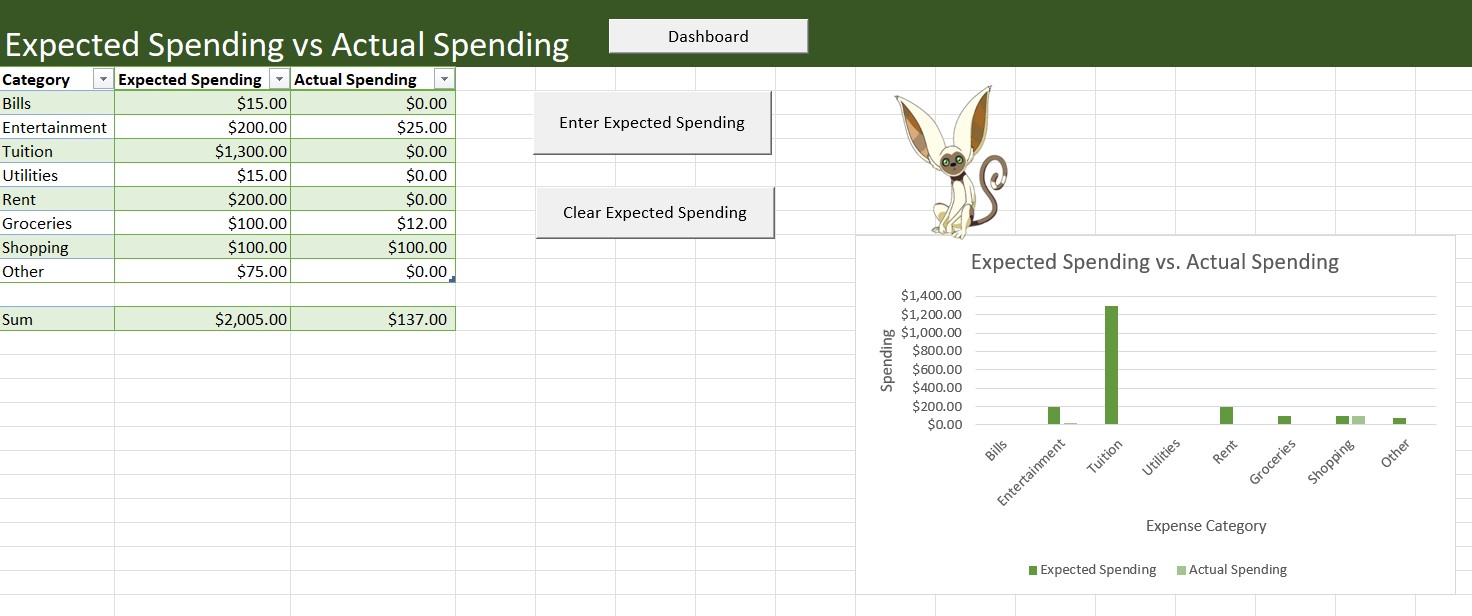 Expected Spending vs Actual Spending
Dashboard
Category Expected Spending Actual Spending
Bills $15.00 $0.00
Entertainment $200.00 $25.00
Tuition $1,300.00 $0.00
Utilities $15.00 $0.00
Rent $200.00 $0.00
Groceries $100.00 $12.00
Shopping $100.00 $100.00
Other $75.00 $0.00
Sum $2,005.00 $137.00
Enter Expected Spending
Clear Expected Spending
Expected Spending vs. Actual Spending
Spending
$1,400.00
$1,200.00
$1,000.00
$800.00
$600.00
$400.00
$200.00
$0.00
Bills
Entertainment
Tuition
Utilities
Rent
Groceries
Shopping
Other
Expense Category
Expected Spending Actual Spending